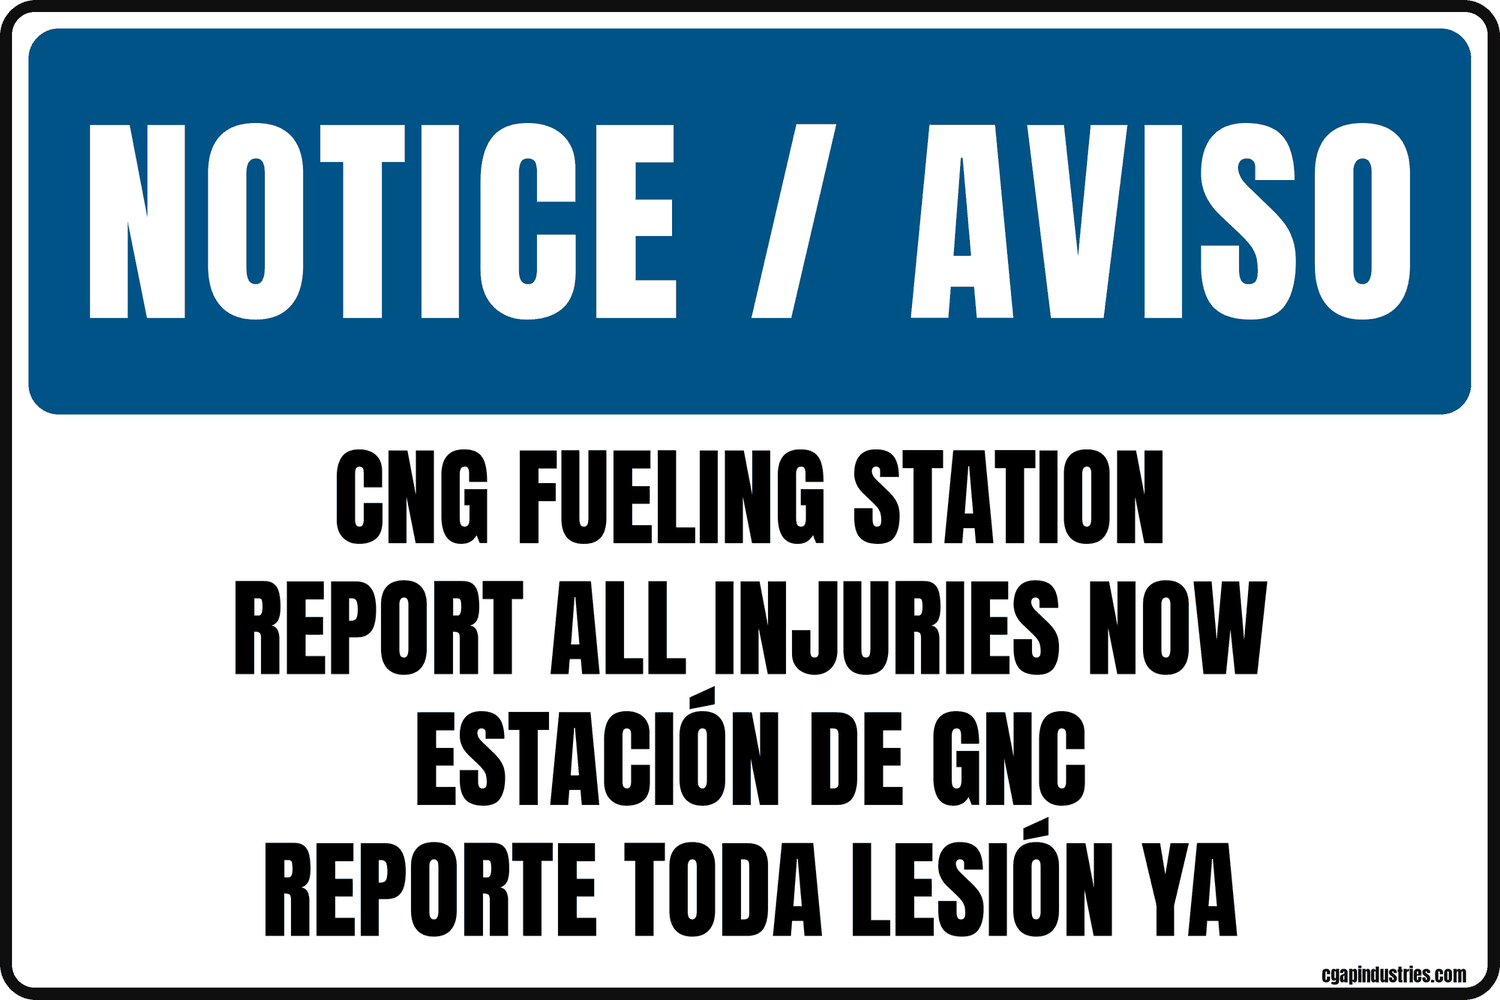 NOTICE / AVISO
CNG FUELING STATION
REPORT ALL INJURIES NOW
ESTACIÓN DE GNC
REPORTE TODA LESIÓN YA
cgapindustries.com